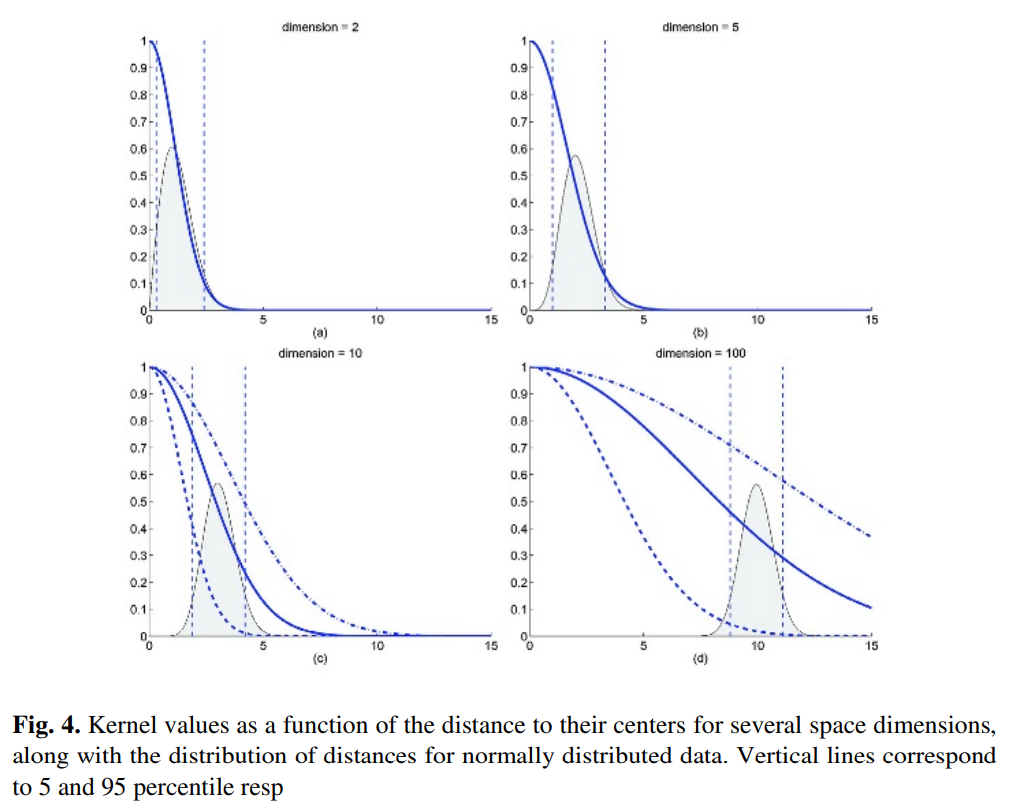 dimension = 2
dimension = 5
1
0.9
0.8
0.7
0.6
0.5
0.4
0.3
0.2
0.1
0
0 5 10 15
(a)
1
0.9
0.8
0.7
0.6
0.5
0.4
0.3
0.2
0.1
0
0 5 10 15
(b)
dimension = 10
dimension = 100
1
0.9
0.8
0.7
0.6
0.5
0.4
0.3
0.2
0.1
0
0 5 10 15
(c)
1
0.9
0.8
0.7
0.6
0.5
0.4
0.3
0.2
0.1
0
0 5 10 15
(d)
Fig. 4. Kernel values as a function of the distance to their centers for several space dimensions,
along with the distribution of distances for normally distributed data. Vertical lines correspond
to 5 and 95 percentile resp